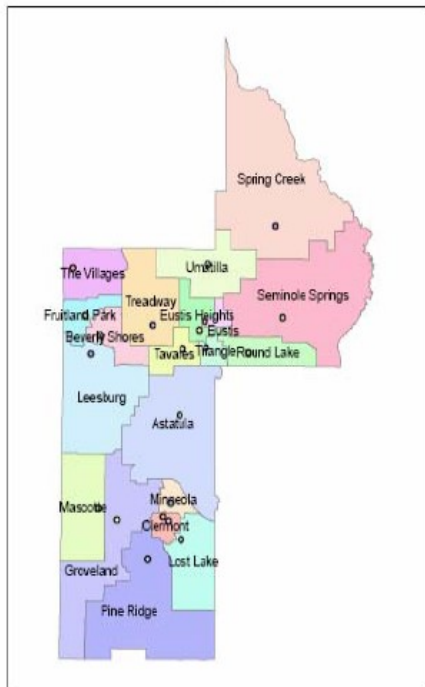 Spring Creek
Umatilla
The Villages
Seminole Springs
Treadway
Fruitland Park
Eustis Heights
Beverly Shores
Eustis
Tavares
Triangle
Round Lake
Leesburg
Astatula
Minneola
Mascotte
Clermont
Lost Lake
Groveland
Pine Ridge